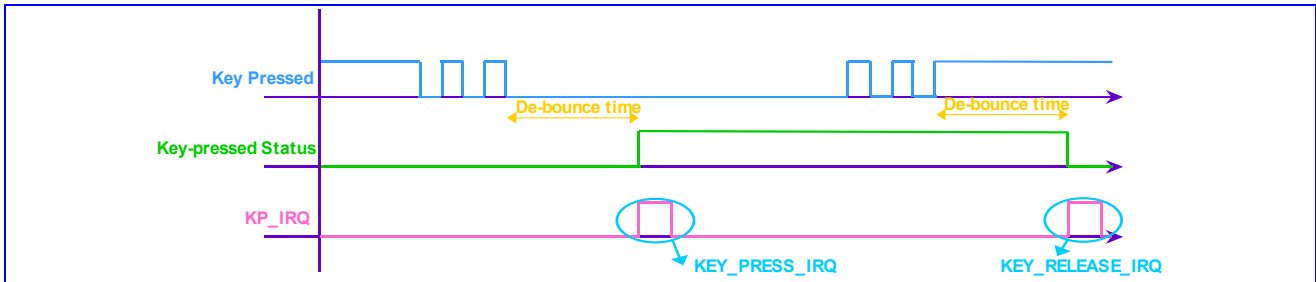 Key Pressed
De-bounce time
De-bounce time
Key-pressed Status
KP_IRQ
KEY_PRESS_IRQ
KEY_RELEASE_IRQ